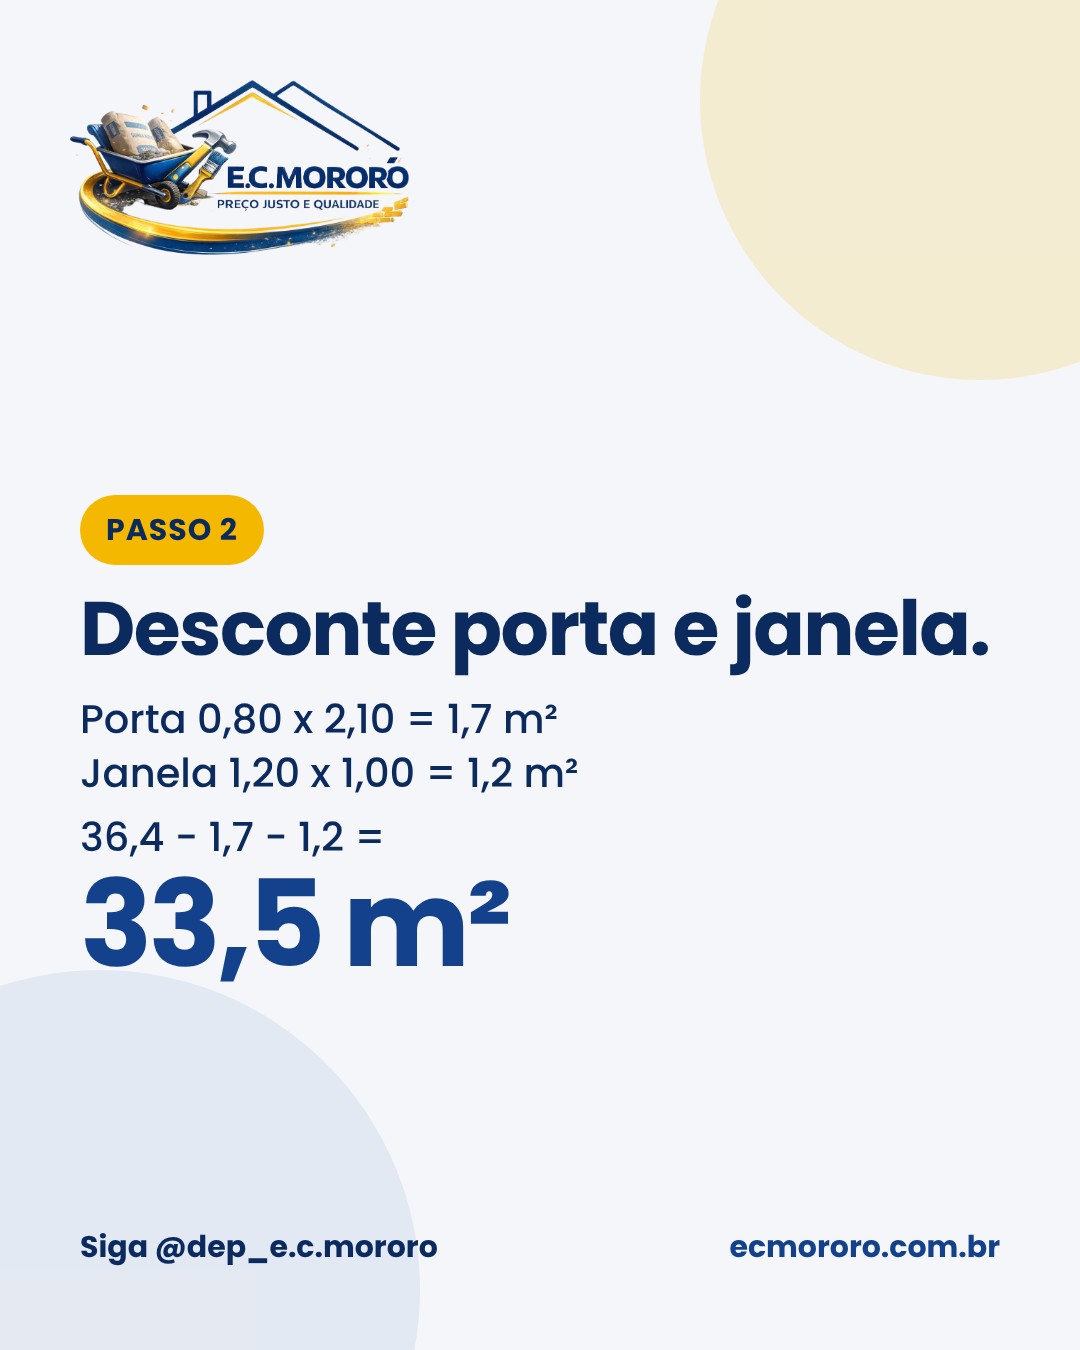 E.C.MORORÓ
PREÇO JUSTO E QUALIDADE
PASSO 2
Desconte porta e janela.
Porta 0,80 x 2,10 = 1,7 m²
Janela 1,20 x 1,00 = 1,2 m²
36,4 - 1,7 - 1,2 =
33,5 m²
Siga @dep_e.c.mororo
ecmororo.com.br